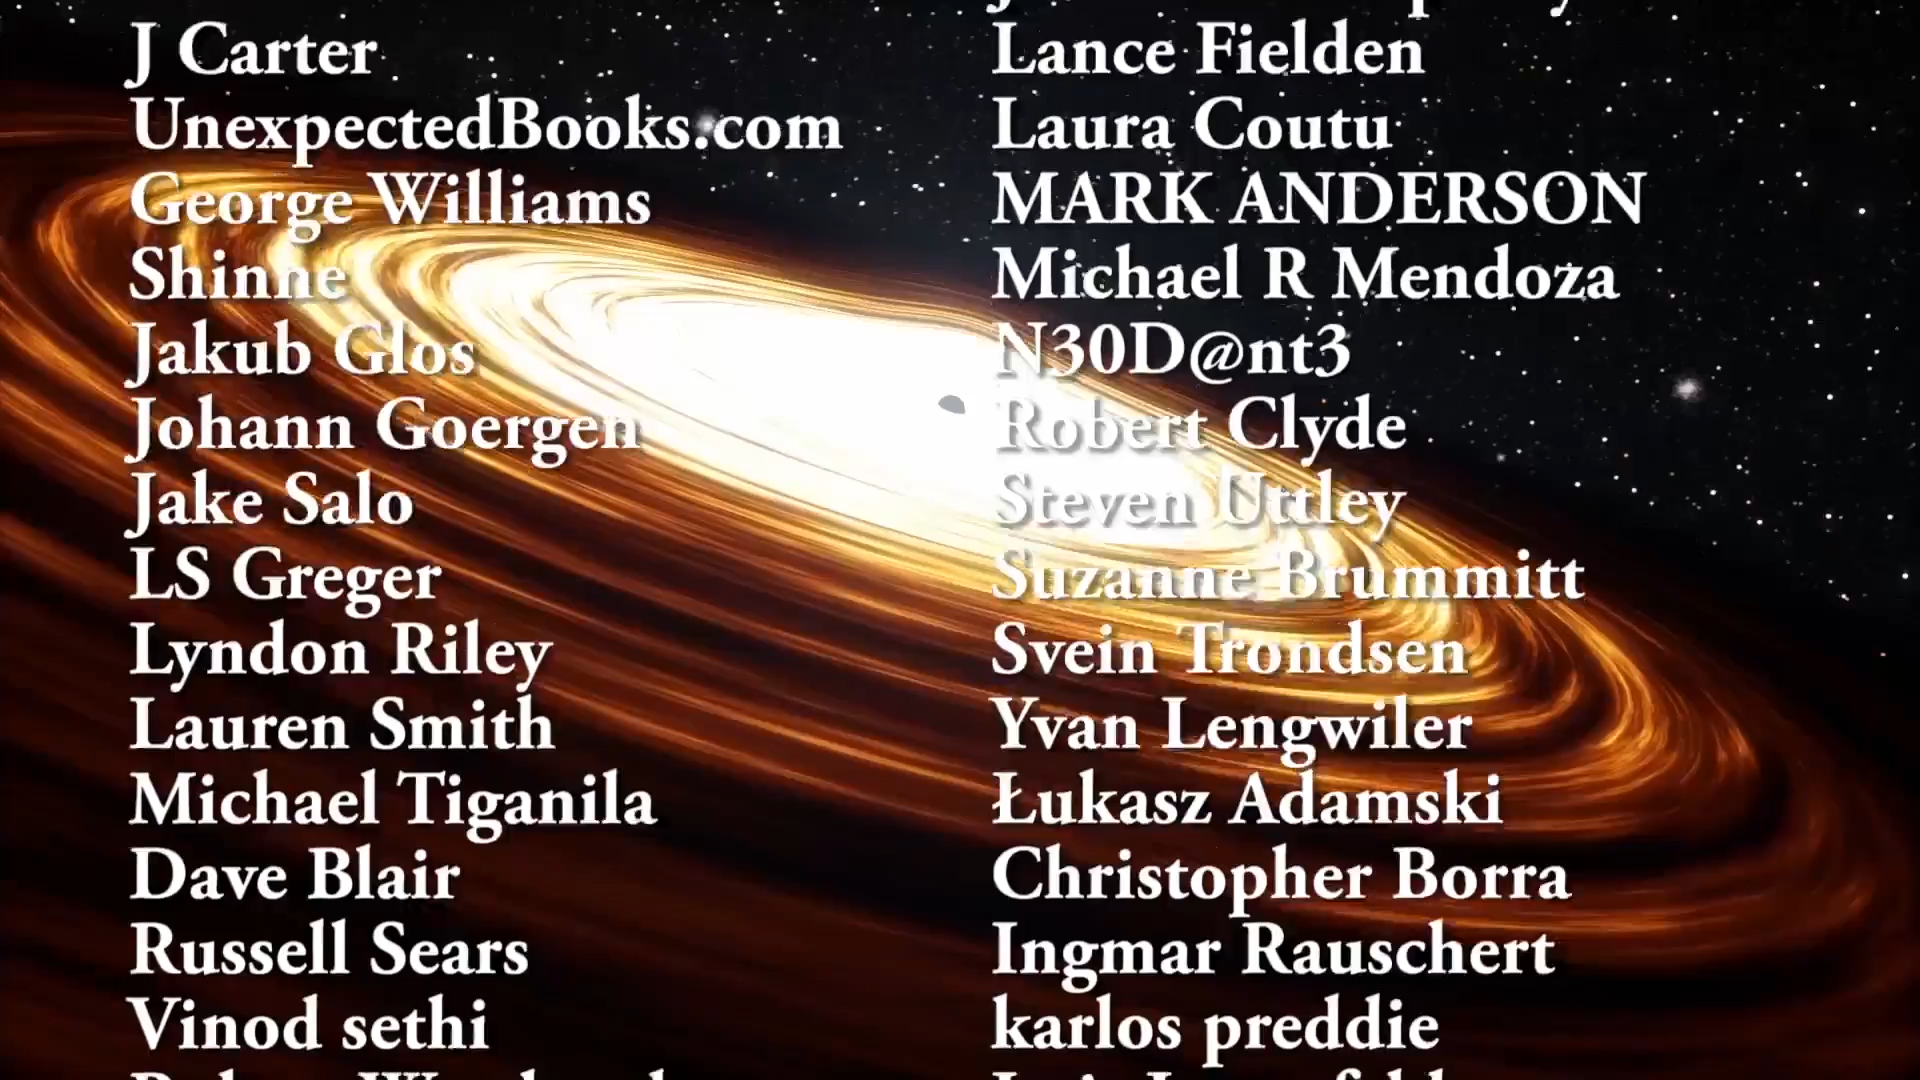 J Carter
UnexpectedBooks.com
George Williams
Shinne
Jakub Glos
Johann Goergen
Jake Salo
LS Greger
Lyndon Riley
Lauren Smith
Michael Tiganila
Dave Blair
Russell Sears
Vinod sethi
Lance Fielden
Laura Coutu
MARK ANDERSON
Michael R Mendoza
N30D@nt3
Robert Clyde
Steven Uttley
Suzanne Brummitt
Svein Trondsen
Yvan Lengwiler
Łukasz Adamski
Christopher Borra
Ingmar Rauschert
karlos preddie